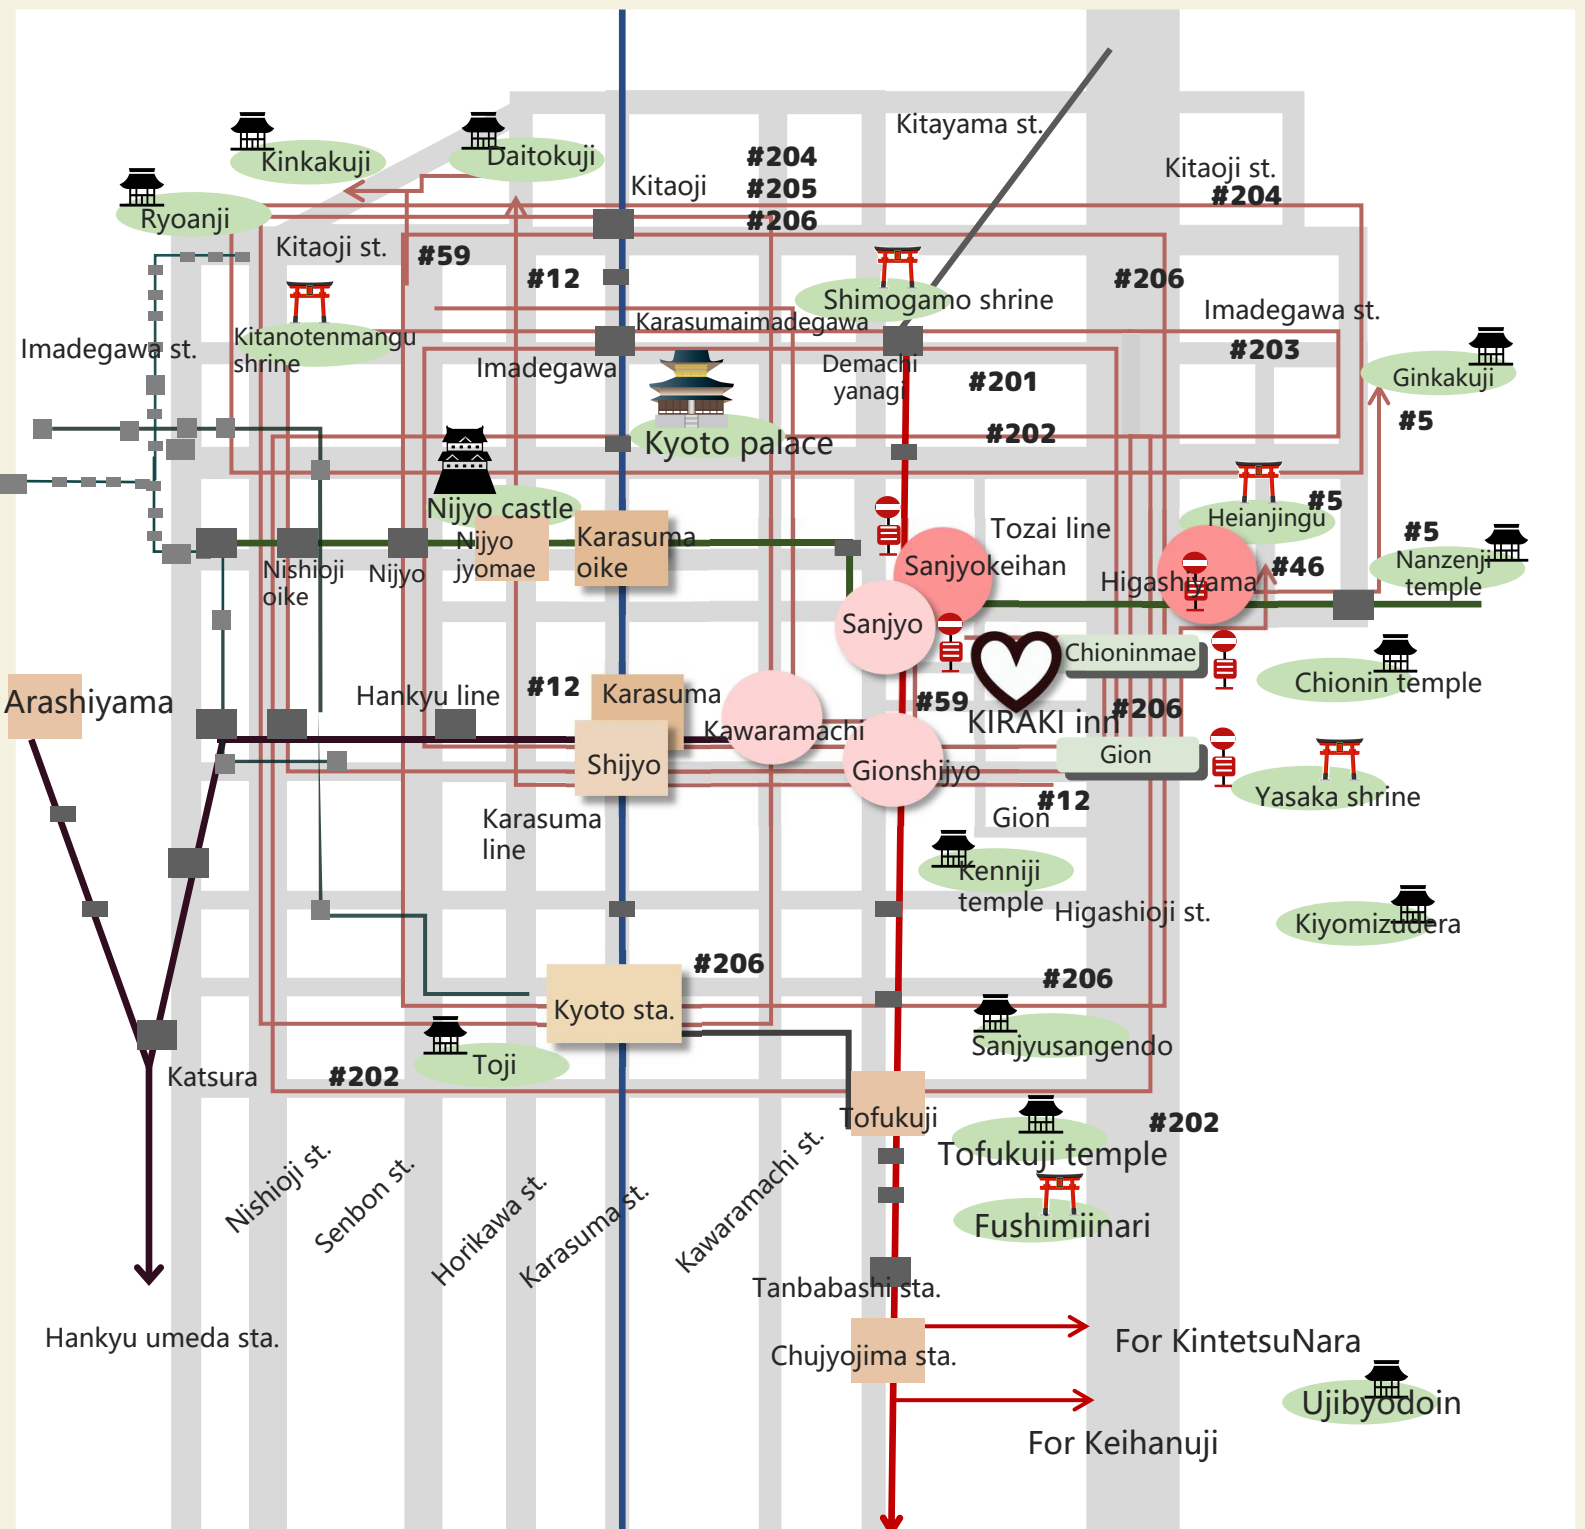 Kitayama st.
Kinkakuji
Daitokuji
#204
#205
#206
Kitaoji
Kitaoji st.
#204
Ryoanji
Kitaoji st.
#59
#12
Shimogamo shrine
#206
Imadegawa st.
Karasumaimadegawa
Kitanotenmangu
shrine
Imadegawa st.
Imadegawa
Demachi
yanagi
#203
#201
Ginkakuji
#5
#202
Kyoto palace
Nijyo castle
Heianjingu
#5
#5
Nanzenji
temple
Tozai line
Nishioji
oike
Nijyo
Nijyo
jyomae
Karasuma
oike
Sanjyokeihan
Higashiyama
#46
Sanjyo
Chioninmae
Chionin temple
Arashiyama
Hankyu line
#12
Karasuma
Kawaramachi
#59
KIRAKI inn
#206
Shijyo
Gionshijyo
Gion
Yasaka shrine
#12
Gion
Karasuma
line
Kenniji
temple
Higashioji st.
Kiyomizudera
#206
#206
Kyoto sta.
Sanjyusangendo
Toji
Katsura
#202
Tofukuji
#202
Tofukuji temple
Nishioji st.
Senbon st.
Horikawa st.
Karasuma st.
Kawaramachi st.
Fushimiinari
Tanbabashi sta.
Hankyu umeda sta.
Chujyojima sta.
For KintetsuNara
Ujibyodoin
For Keihanuji